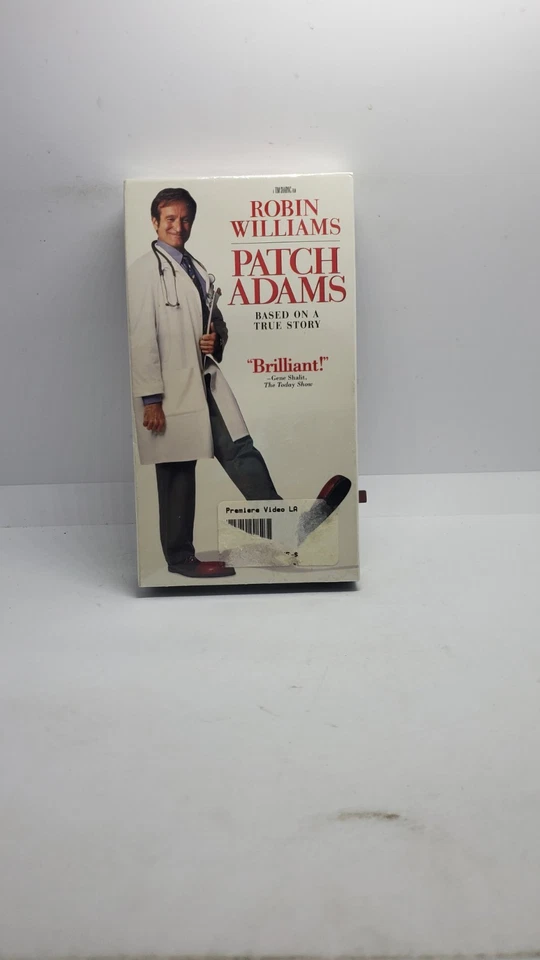 ROBIN
WILLIAMS
PATCH
ADAMS
BASED ON A
TRUE STORY
"Brilliant!"
–Gene Shalit,
The Today Show
Premiere Video LA